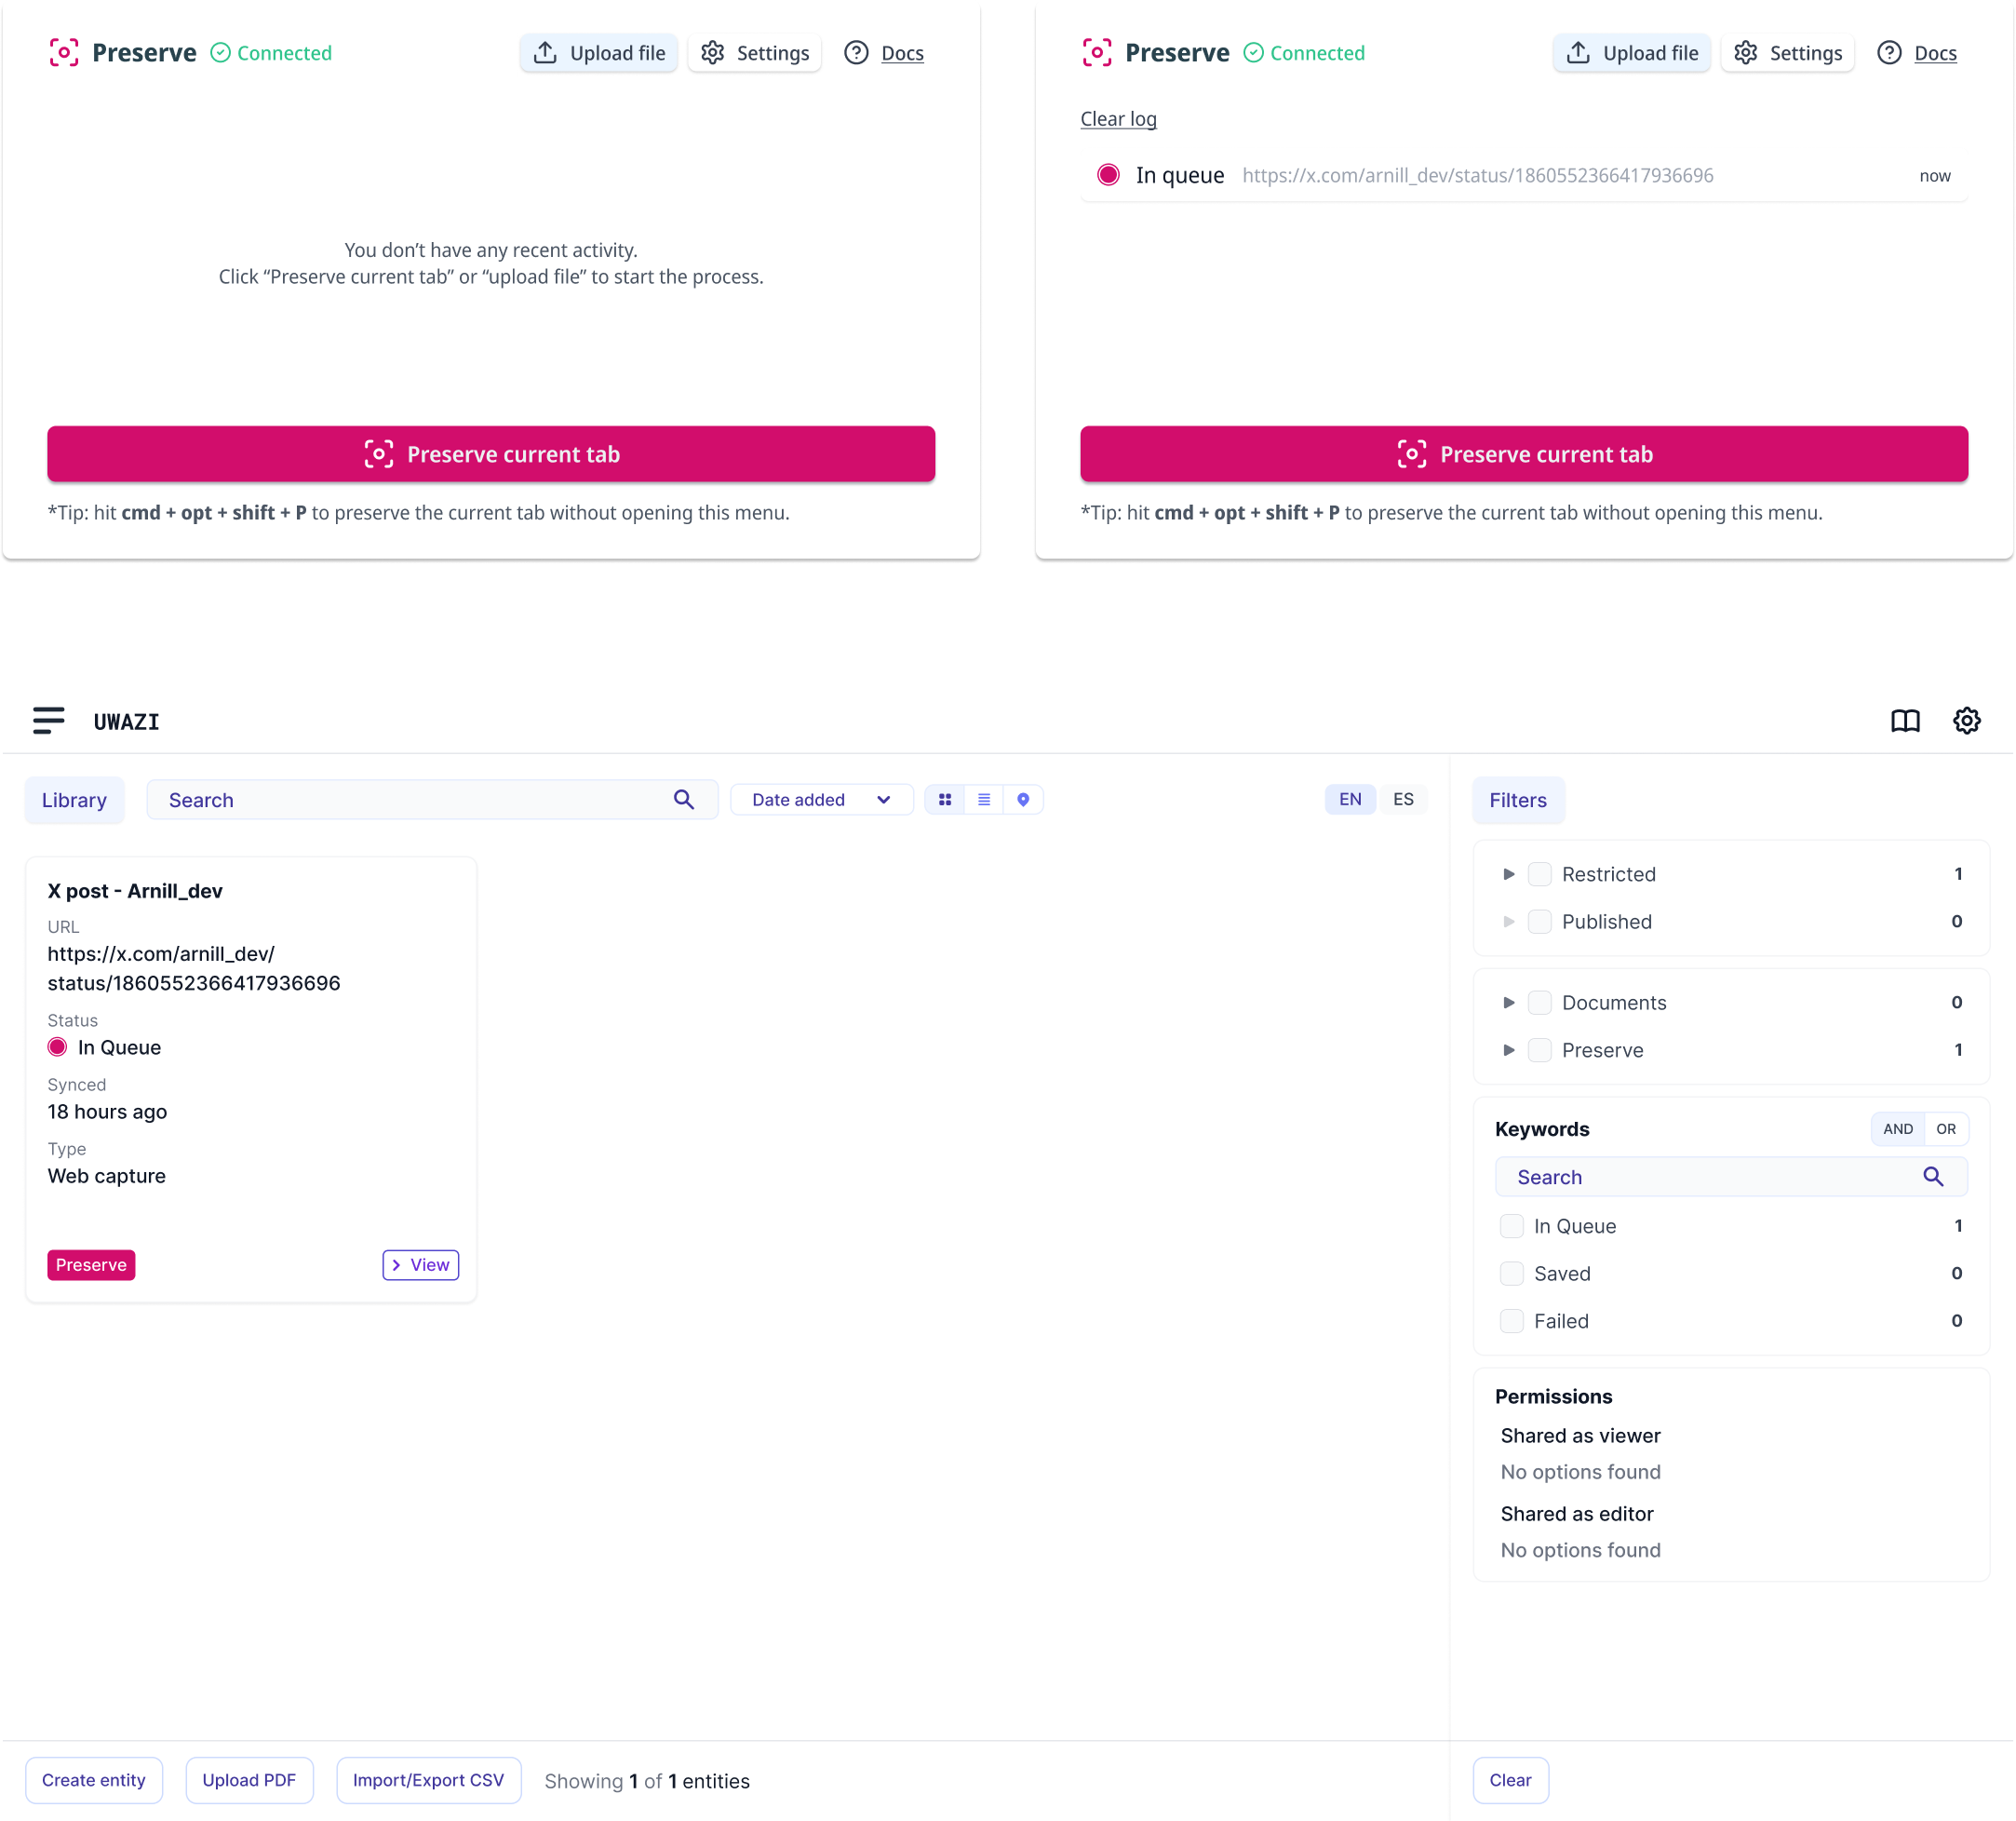 Preserve Connected Upload file Settings Docs
You don’t have any recent activity.
Click “Preserve current tab” or “upload file” to start the process.
Preserve current tab
*Tip: hit cmd + opt + shift + P to preserve the current tab without opening this menu.
Preserve Connected Upload file Settings Docs
Clear log
In queue https://x.com/arnill_dev/status/1860552366417936696 now
Preserve current tab
*Tip: hit cmd + opt + shift + P to preserve the current tab without opening this menu.
UWAZI
Library Search Date added EN ES
X post - Arnill_dev
URL
https://x.com/arnill_dev/
status/1860552366417936696
Status
In Queue
Synced
18 hours ago
Type
Web capture
Preserve View
Filters
Restricted 1
Published 0
Documents 0
Preserve 1
Keywords AND OR
Search
In Queue 1
Saved 0
Failed 0
Permissions
Shared as viewer
No options found
Shared as editor
No options found
Create entity Upload PDF Import/Export CSV Showing 1 of 1 entities
Clear